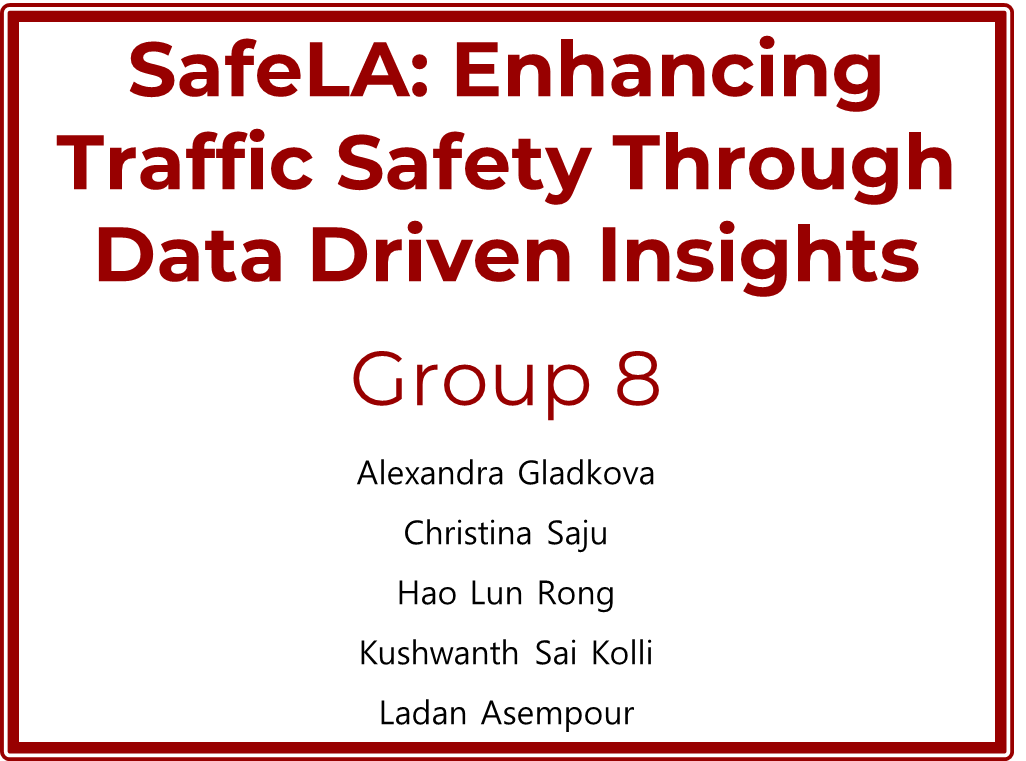 SafeLA: Enhancing
Traffic Safety Through
Data Driven Insights
Group 8
Alexandra Gladkova
Christina Saju
Hao Lun Rong
Kushwanth Sai Kolli
Ladan Asempour